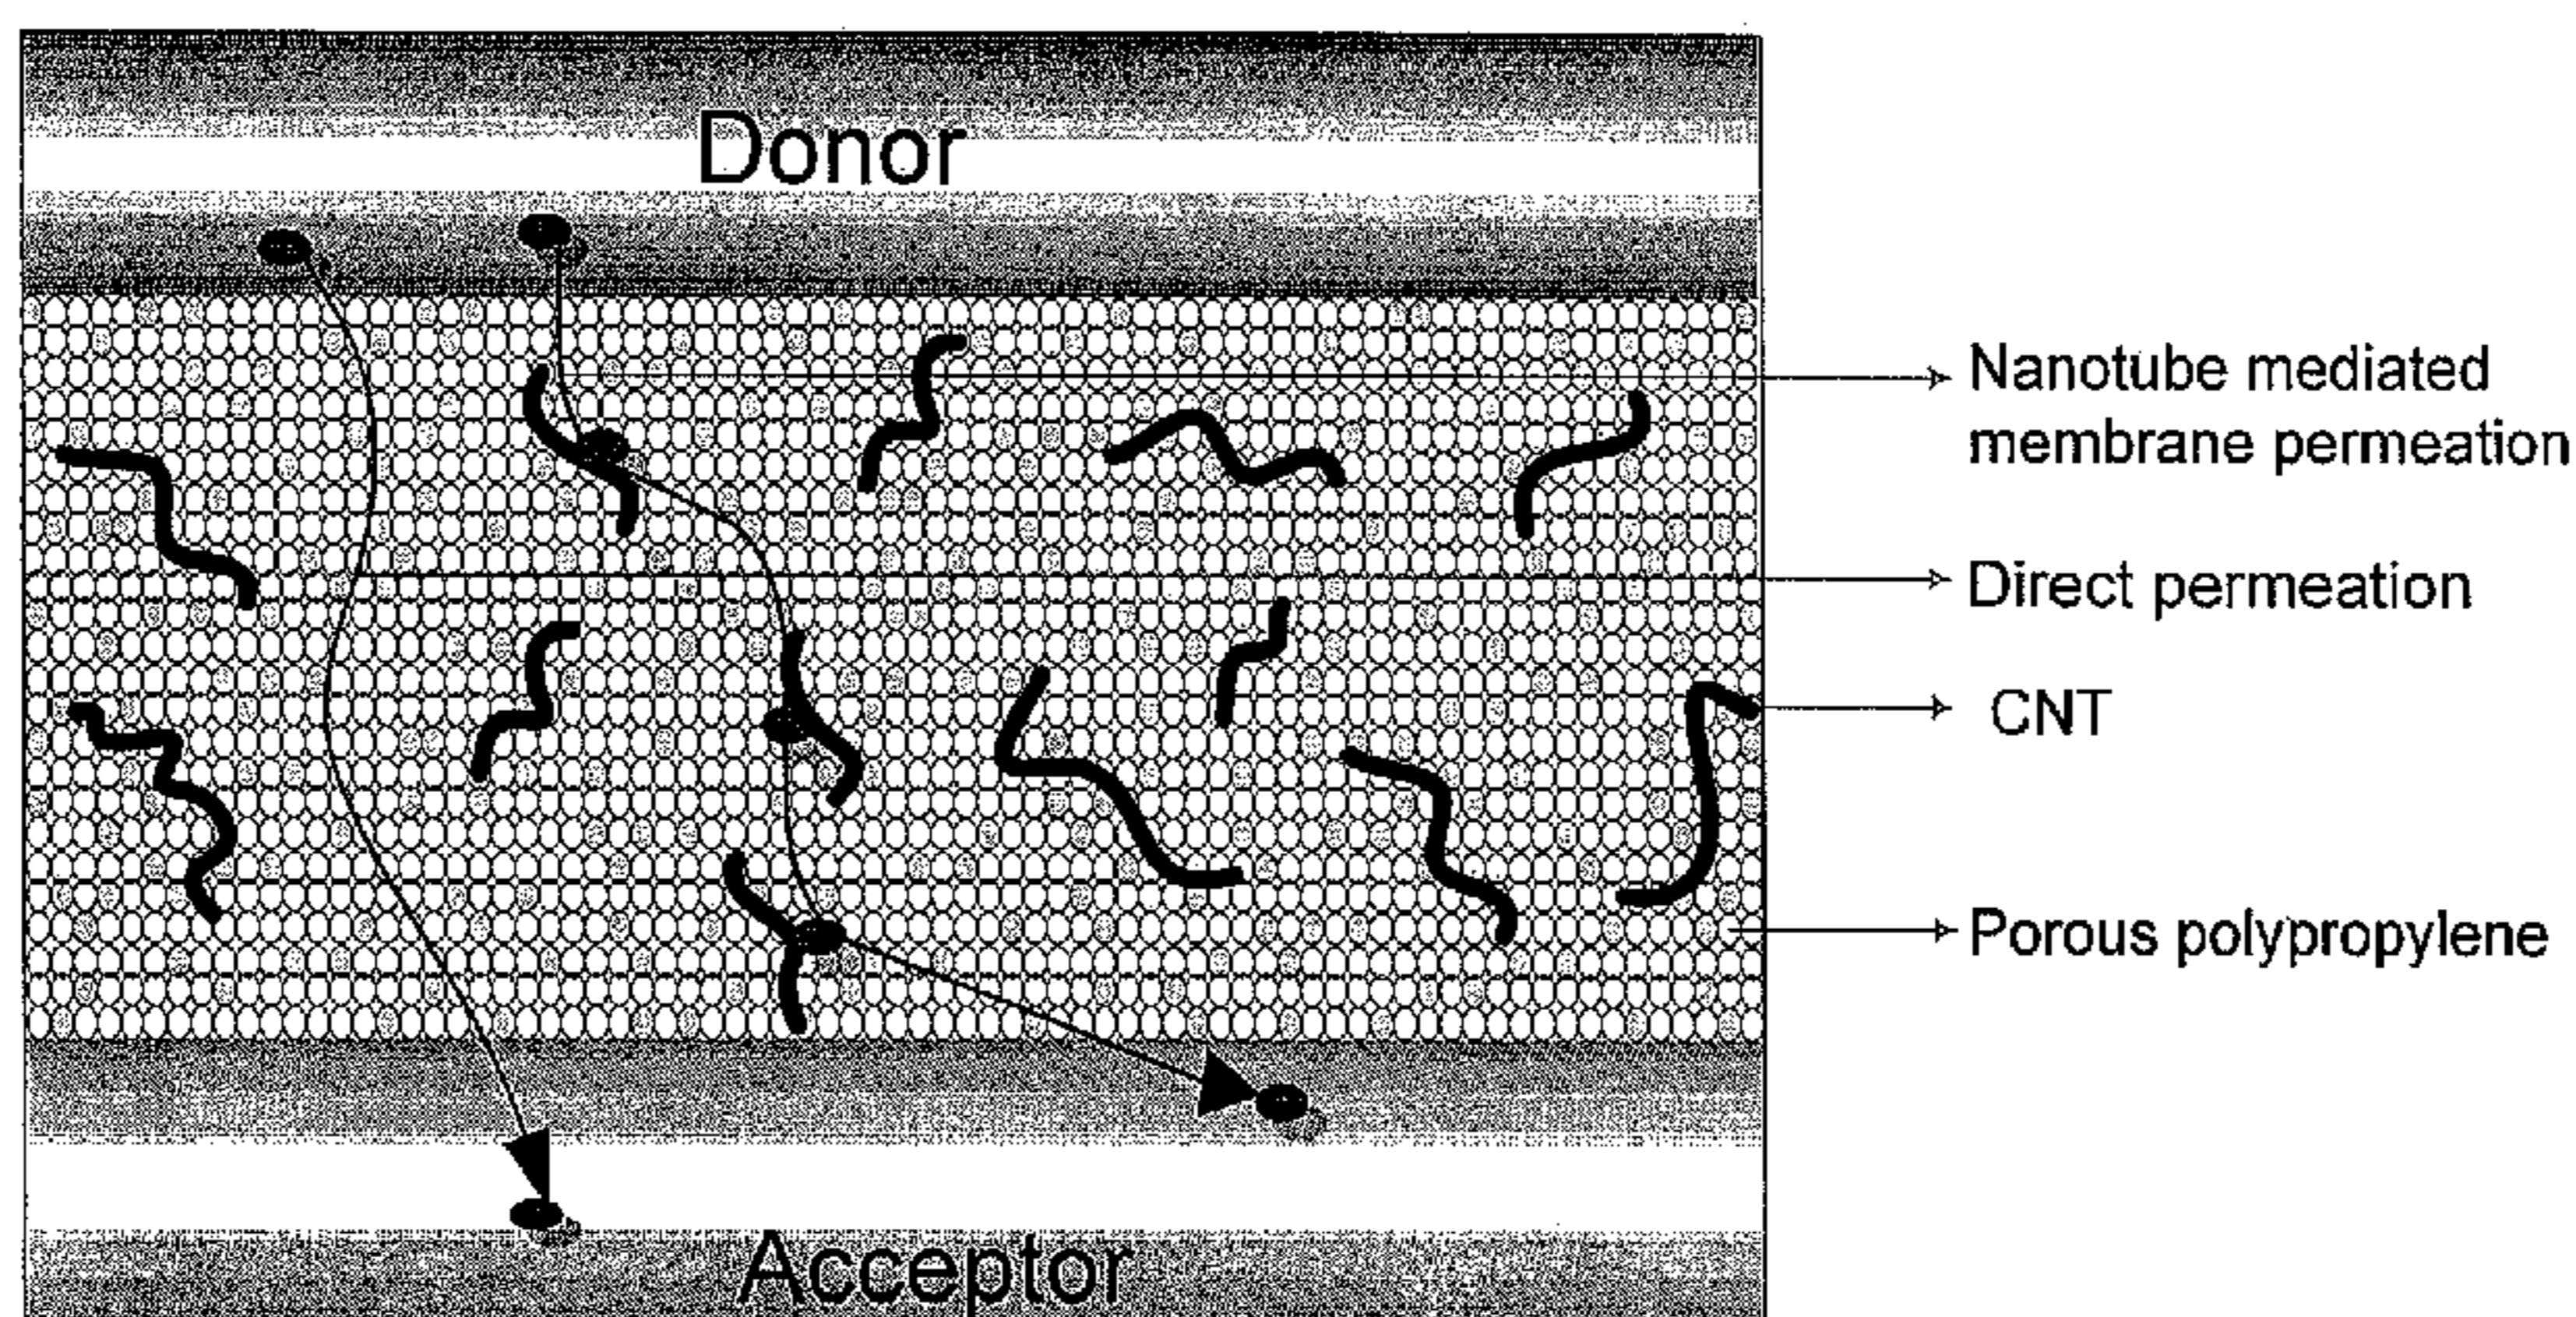 Donor
Nanotube mediated
membrane permeation
Direct permeation
CNT
Porous polypropylene
Acceptor